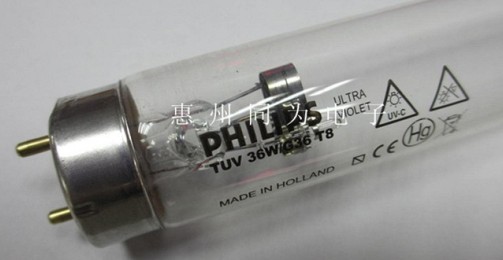 PHILIPS
TUV 36W/G36 T8
ULTRA
VIOLET
UV-C
Hg
CE
MADE IN HOLLAND
惠州同为电子